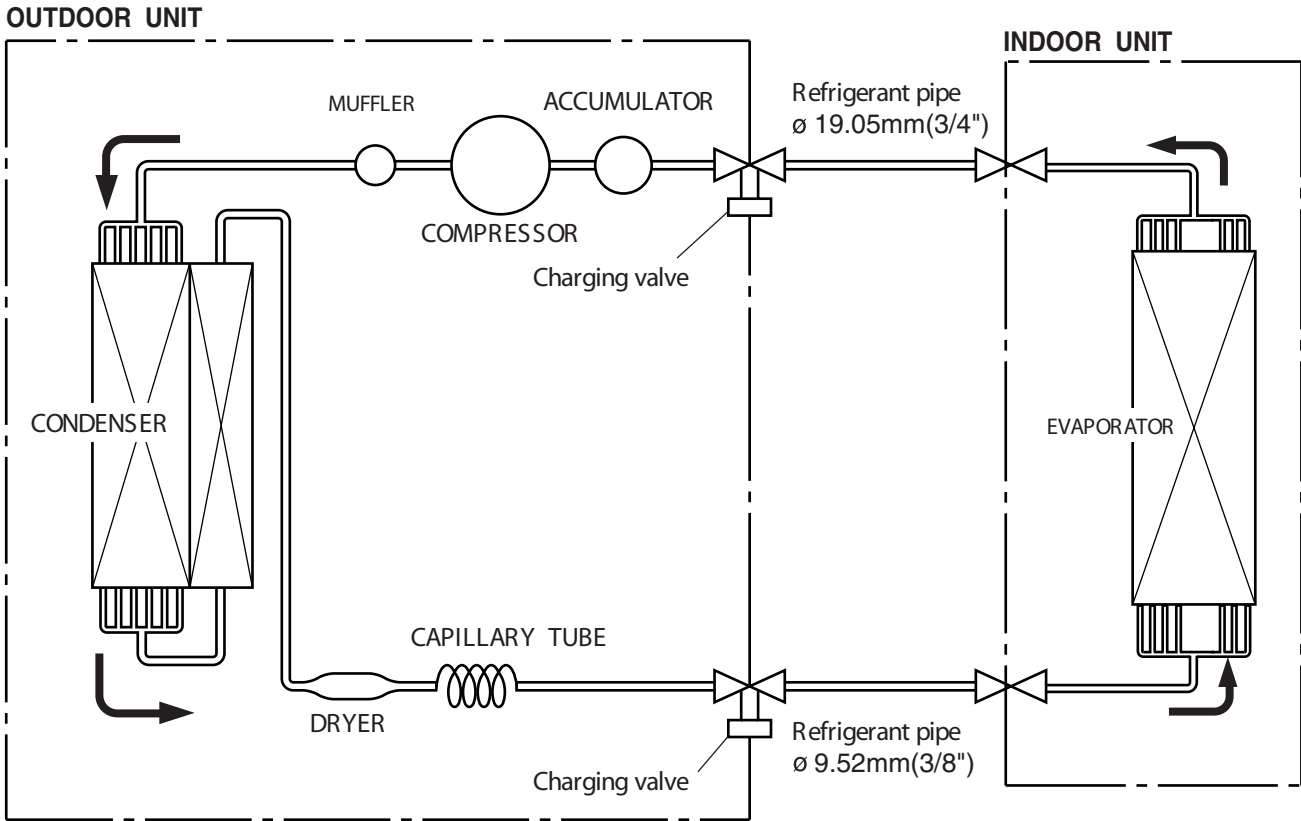 OUTDOOR UNIT
INDOOR UNIT
MUFFLER
ACCUMULATOR
Refrigerant pipe
ø 19.05mm(3/4")
COMPRESSOR
Charging valve
CONDENSER
EVAPORATOR
CAPILLARY TUBE
DRYER
Refrigerant pipe
ø 9.52mm(3/8")
Charging valve